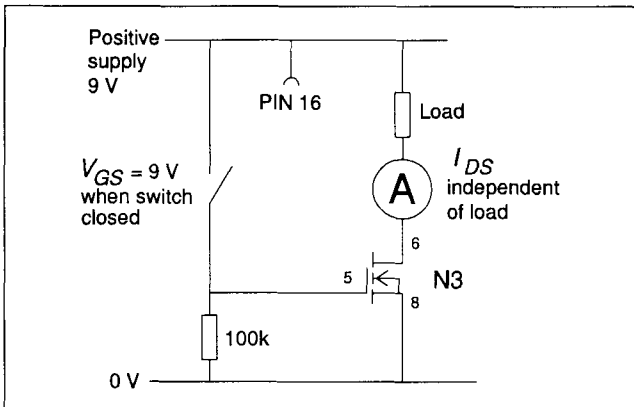 Positive
supply
9 V
PIN 16
Load
V_GS = 9 V
when switch
closed
A
I_DS
independent
of load
6
5
N3
8
100k
0 V